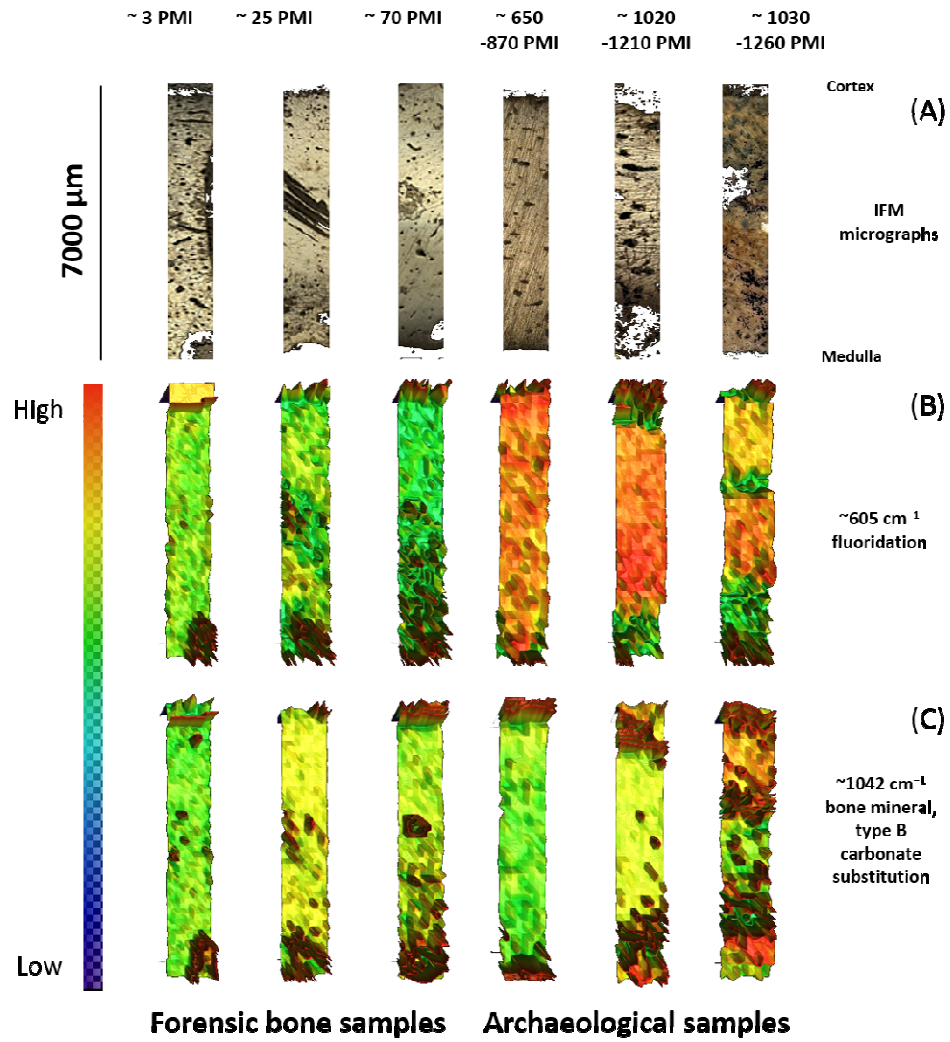 ~ 3 PMI ~ 25 PMI ~ 70 PMI ~ 650 ~ 1020 ~ 1030
-870 PMI -1210 PMI -1260 PMI
Cortex
(A)
7000 µm
IFM
micrographs
Medulla
High
(B)
~605 cm⁻¹
fluoridation
(C)
~1042 cm⁻¹
bone mineral,
type B
carbonate
substitution
Low
Forensic bone samples Archaeological samples